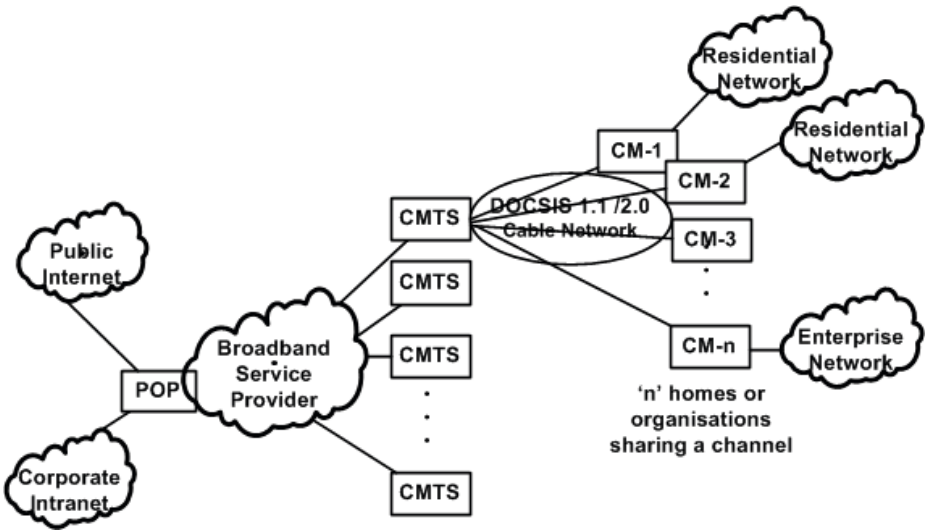 Residential
Network
CM-1
Residential
Network
CM-2
CMTS
DOCSIS 1.1 /2.0
Cable Network
CM-3
Public
Internet
CMTS
Broadband
Service
Provider
CMTS
CM-n
Enterprise
Network
POP
'n' homes or
organisations
sharing a channel
Corporate
Intranet
CMTS